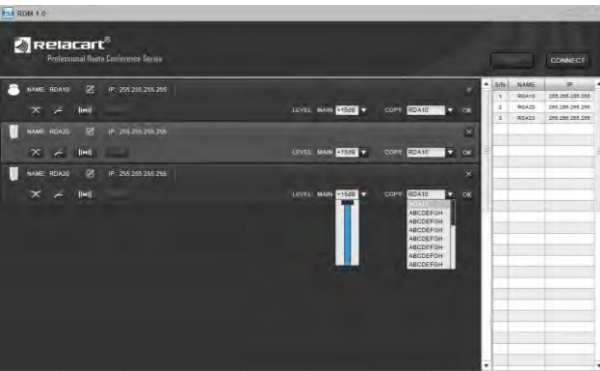 RDM 1.0
Relacart®
Professional Dante Conference Series
CONNECT
NAME: RDA10 IP: 255.255.255.255
LEVEL: MAIN +15dB COPY: RDA10 OK
NAME: RDA20 IP: 255.255.255.255
LEVEL: MAIN +15dB COPY: RDA10 OK
NAME: RDA20 IP: 255.255.255.255
LEVEL: MAIN +15dB COPY: RDA10 OK
ABCDEFGH
ABCDEFGH
ABCDEFGH
ABCDEFGH
ABCDEFGH
ABCDEFGH
ABCDEFGH
S/N NAME IP
1 RDA10 255.255.255.255
2 RDA20 255.255.255.255
3 RDA20 255.255.255.255